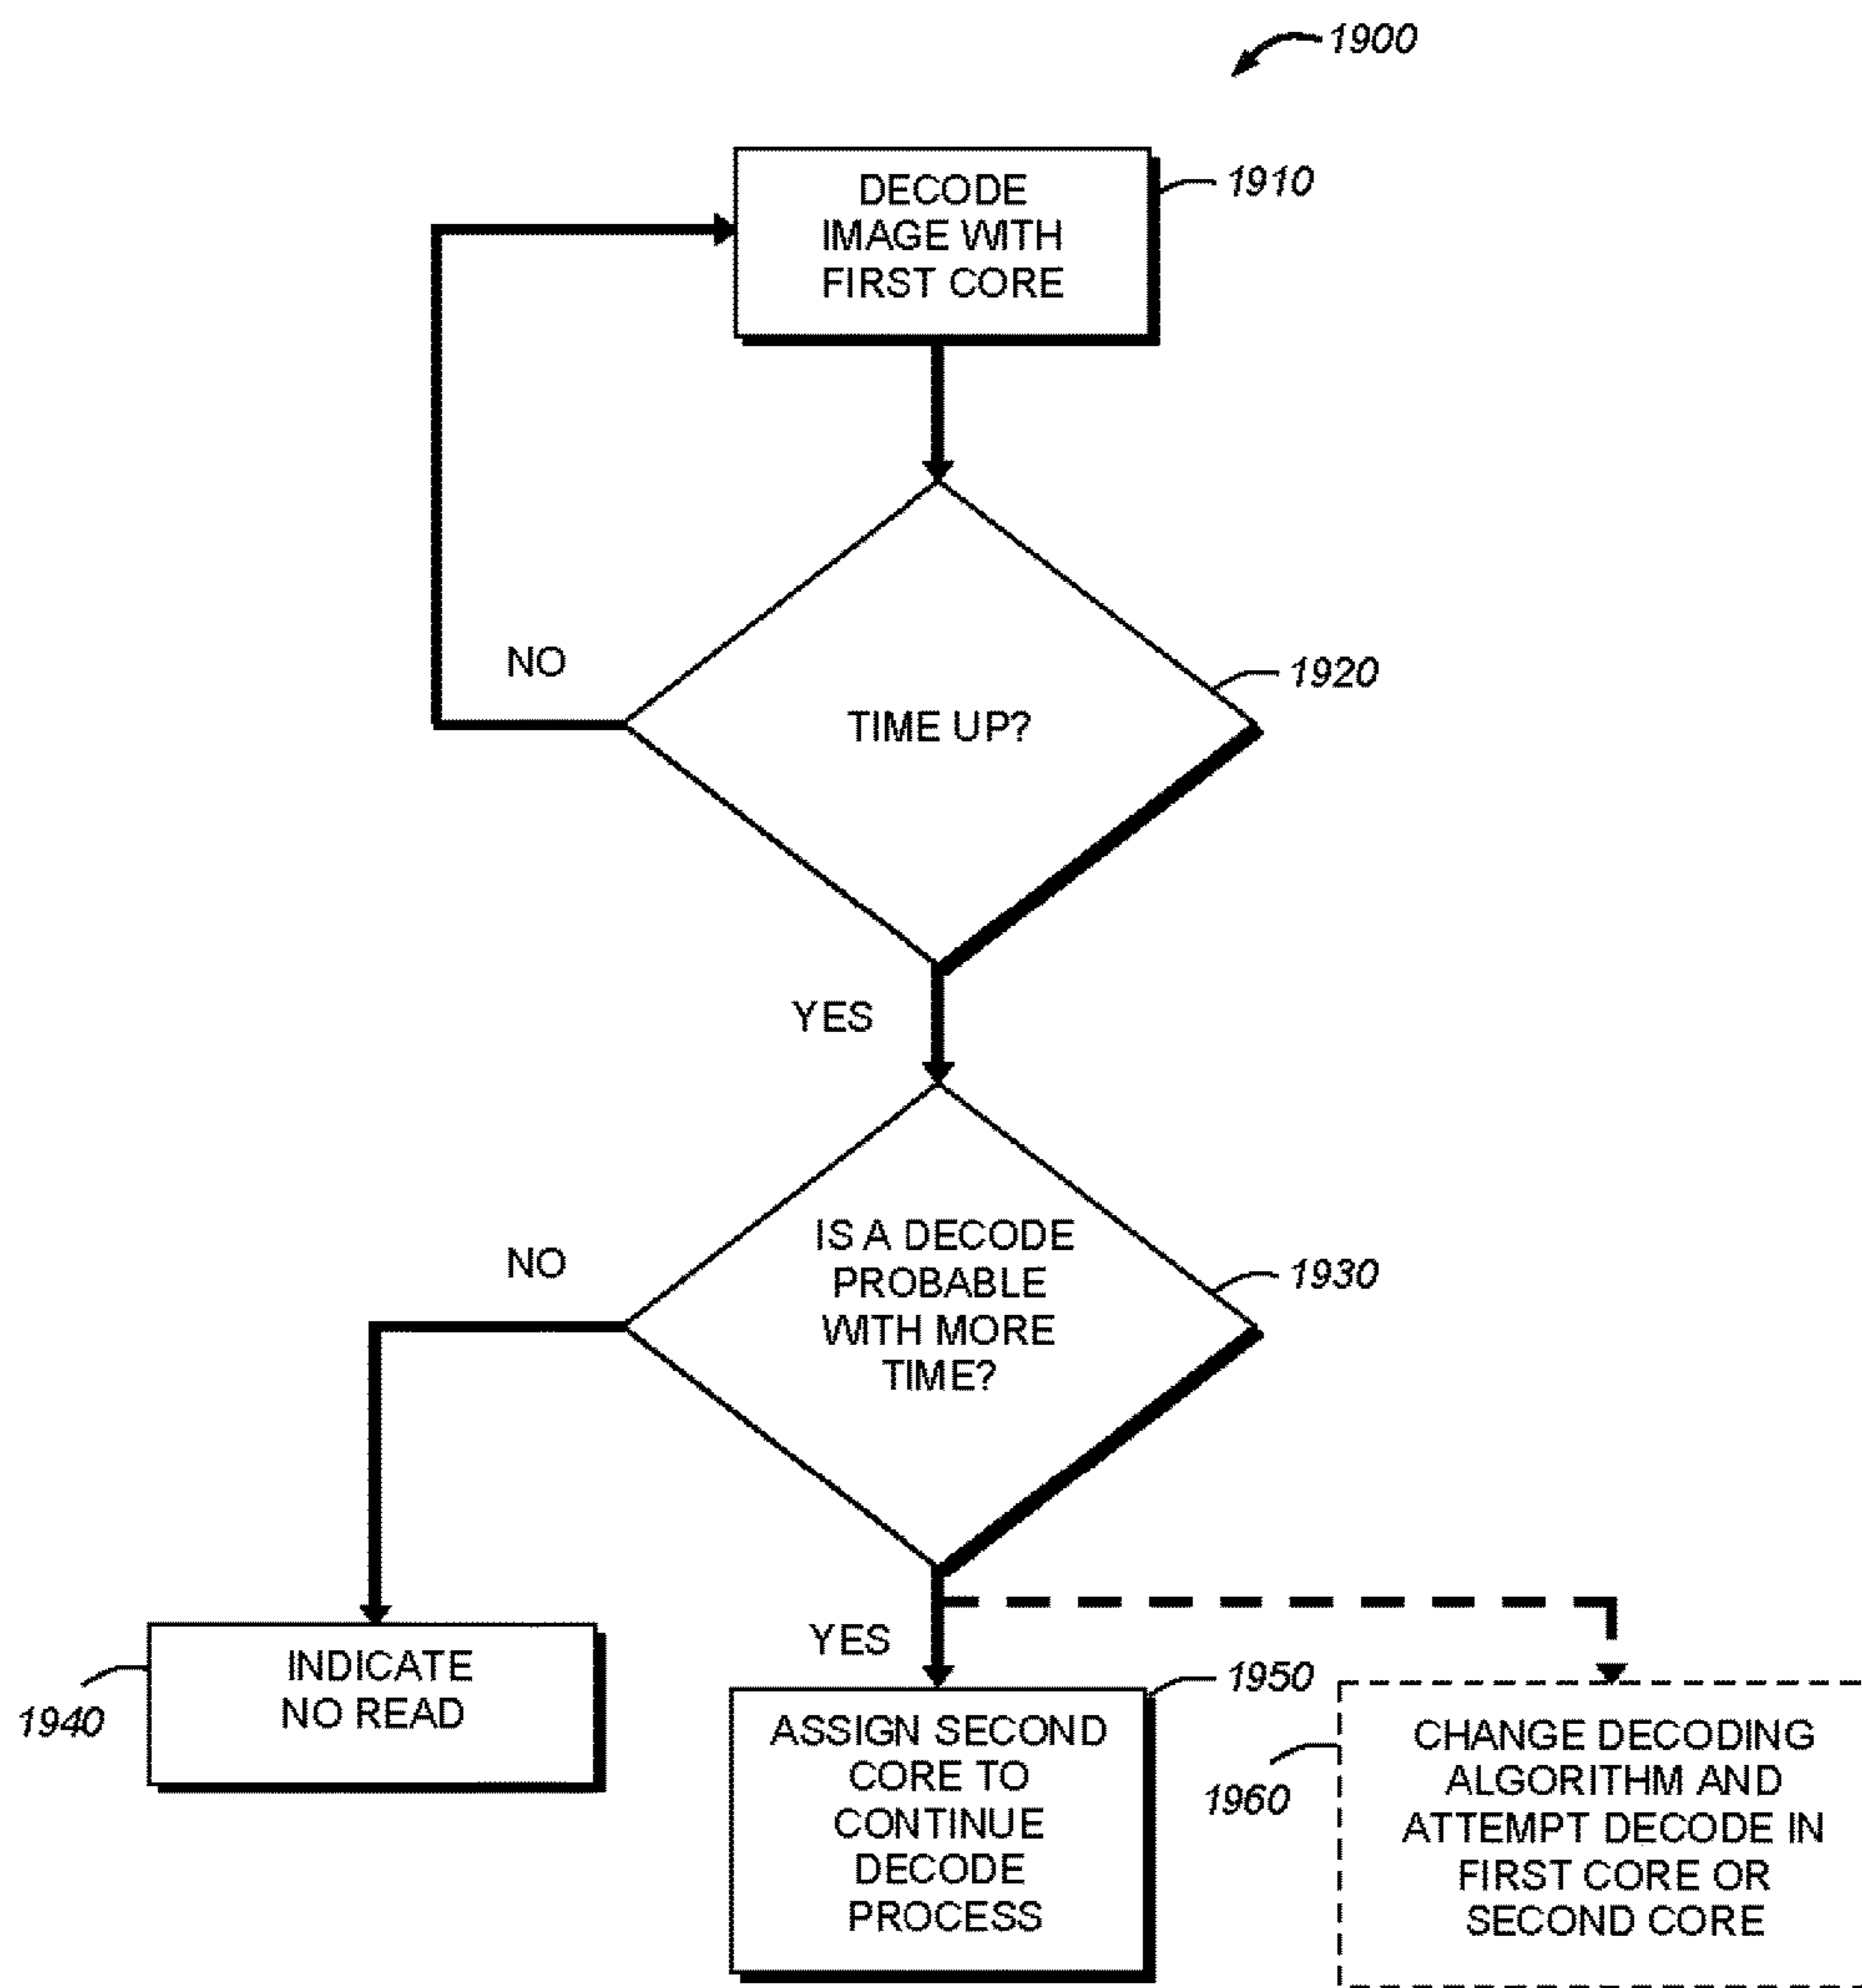 1900
DECODE
IMAGE WITH
FIRST CORE
1910
NO
TIME UP?
1920
YES
IS A DECODE
PROBABLE
WITH MORE
TIME?
1930
NO
YES
INDICATE
NO READ
1940
ASSIGN SECOND
CORE TO
CONTINUE
DECODE
PROCESS
1950
CHANGE DECODING
ALGORITHM AND
ATTEMPT DECODE IN
FIRST CORE OR
SECOND CORE
1960